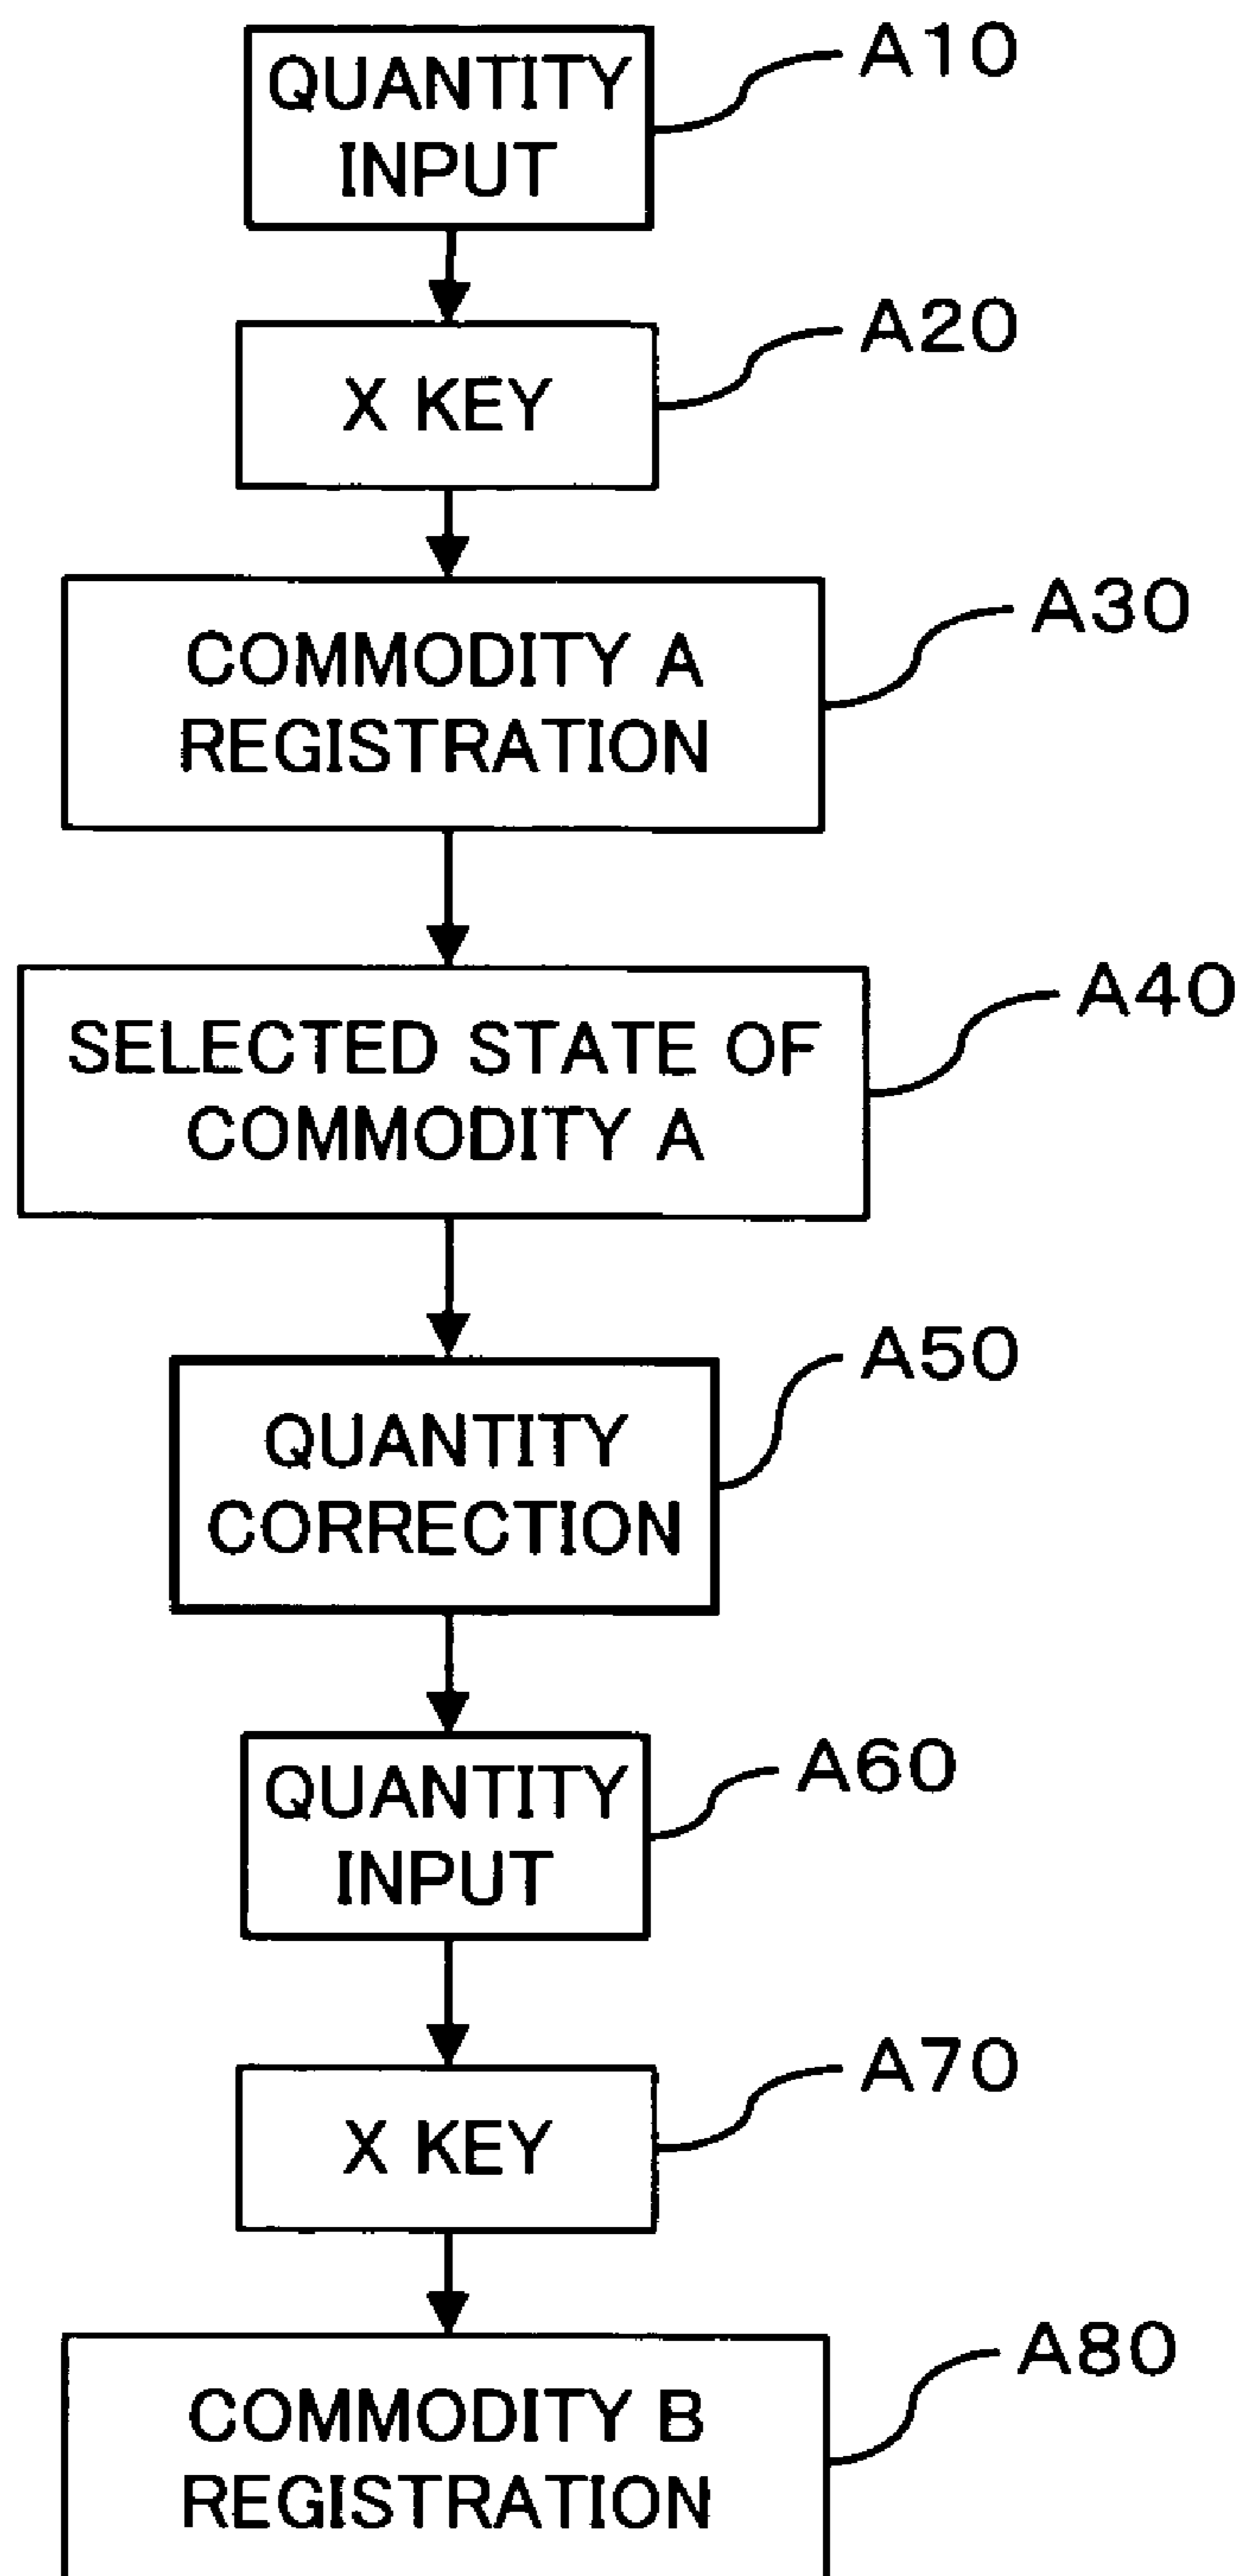 QUANTITY
INPUT
A10
X KEY
A20
COMMODITY A
REGISTRATION
A30
SELECTED STATE OF
COMMODITY A
A40
QUANTITY
CORRECTION
A50
QUANTITY
INPUT
A60
X KEY
A70
COMMODITY B
REGISTRATION
A80